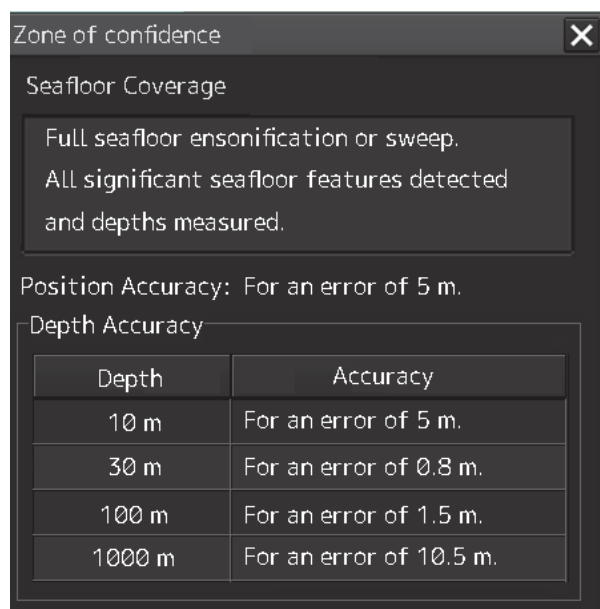 Zone of confidence
Seafloor Coverage
Full seafloor ensonification or sweep.
All significant seafloor features detected
and depths measured.
Position Accuracy: For an error of 5 m.
Depth Accuracy
Depth Accuracy
10 m For an error of 5 m.
30 m For an error of 0.8 m.
100 m For an error of 1.5 m.
1000 m For an error of 10.5 m.